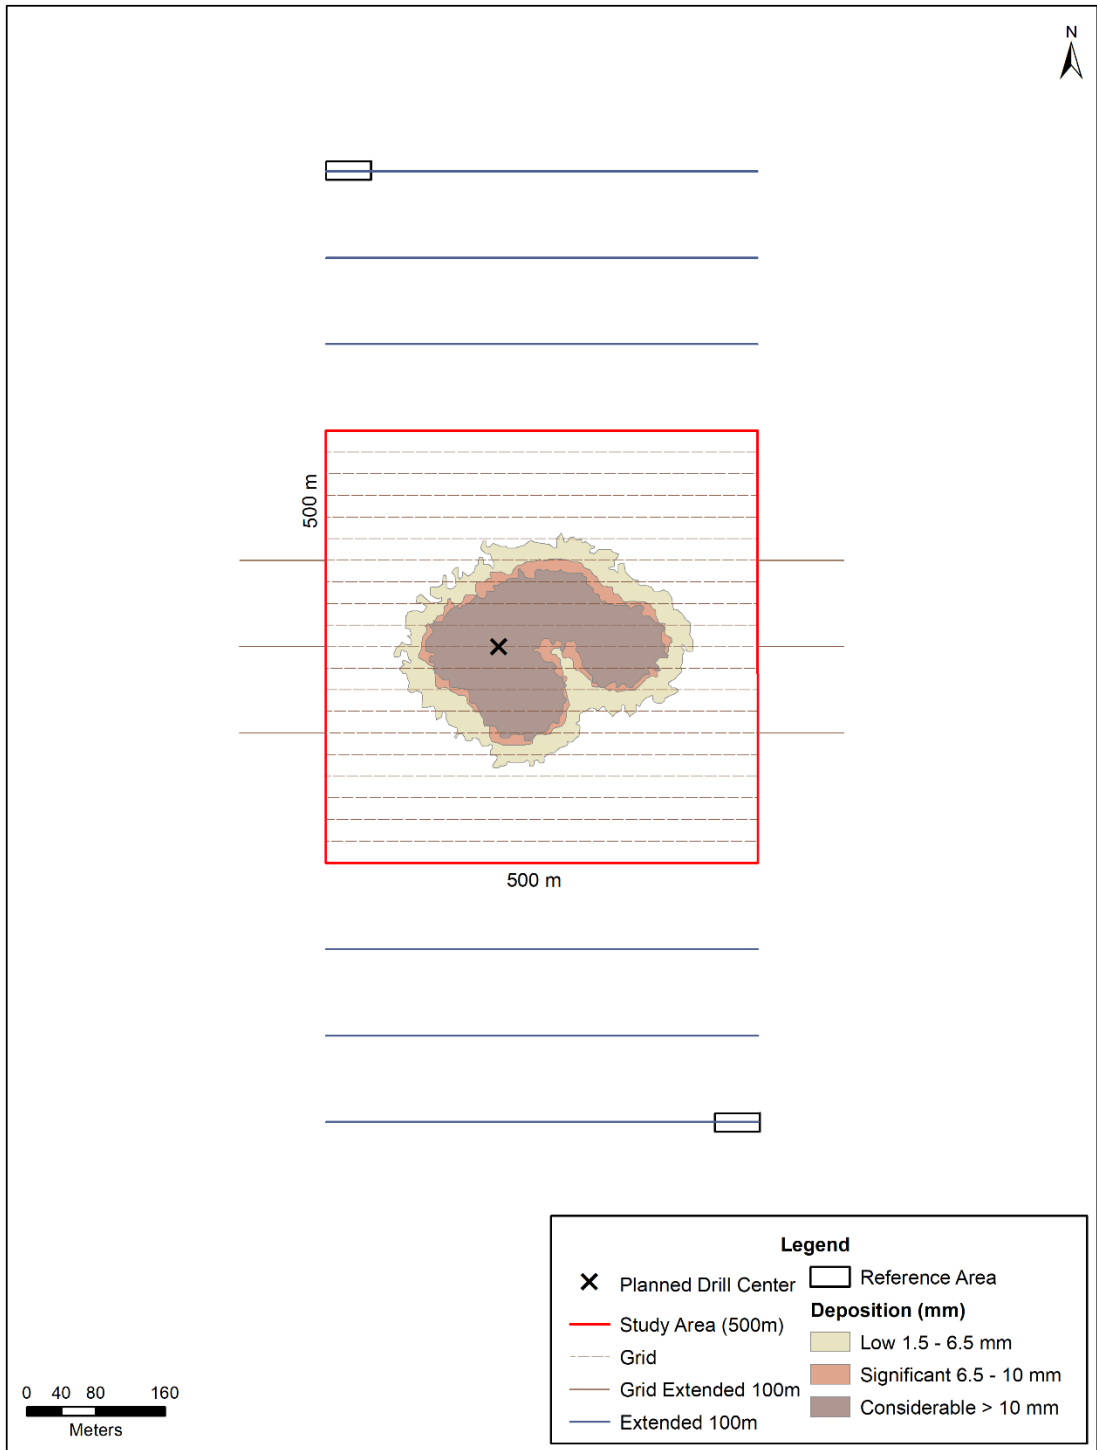 N
500 m
500 m
Legend
Planned Drill Center
Reference Area
Study Area (500m)
Deposition (mm)
Grid
Low 1.5 - 6.5 mm
Grid Extended 100m
Significant 6.5 - 10 mm
Extended 100m
Considerable > 10 mm
0 40 80 160
Meters